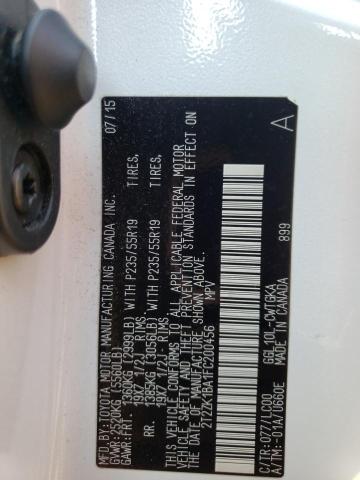 MFD. BY: TOYOTA MOTOR MANUFACTURING CANADA INC. 07/15
GVWR: 2520KG (5560LB)
GAWR: FRT. 1360KG (2999LB) WITH P235/55R19 TIRES,
19X7 1/2J RIMS
RR. 1385KG (3056LB) WITH P235/55R19 TIRES,
19X7 1/2J RIMS
THIS VEHICLE CONFORMS TO ALL APPLICABLE FEDERAL MOTOR
VEHICLE SAFETY AND THEFT PREVENTION STANDARDS IN EFFECT
ON THE DATE OF MANUFACTURE SHOWN ABOVE.
2T2ZK1BA1FC200456 MPV
C/TR: 077/LC00 GGL10L-CWTGKA A
A/TM: -01A/U660E MADE IN CANADA 899